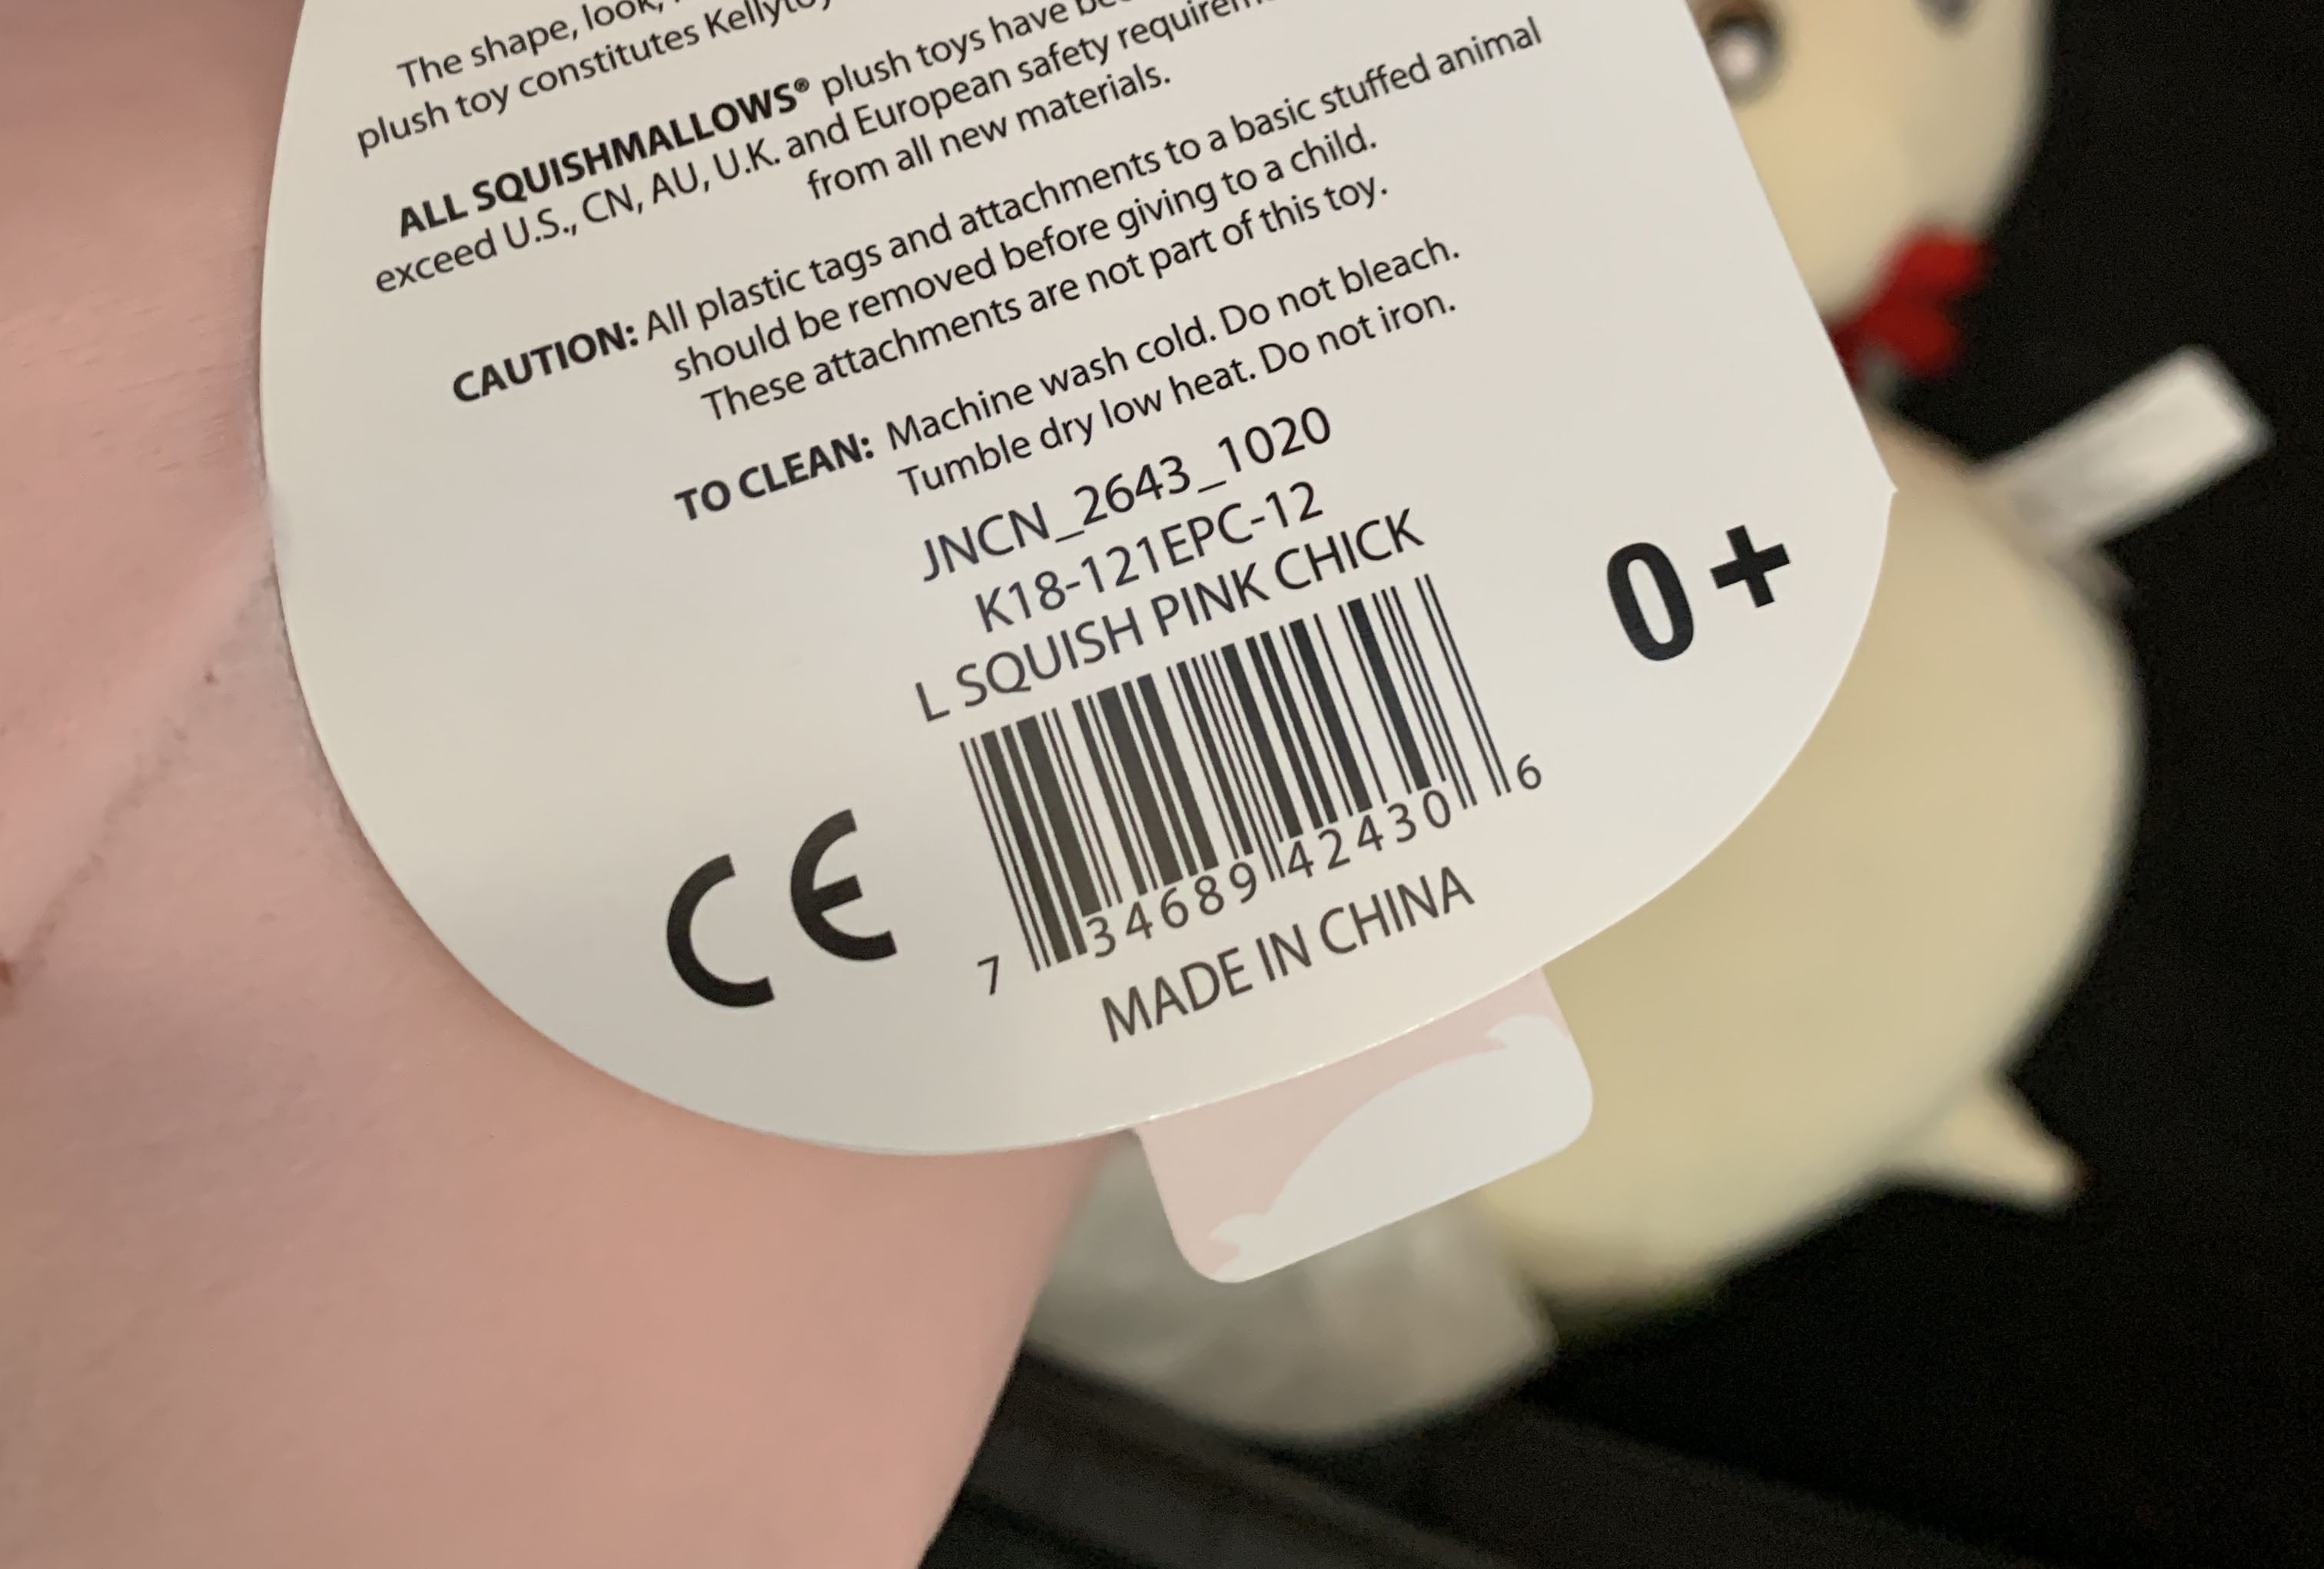 The shape, look,
plush toy constitutes
ALL SQUISHMALLOWS® plush toys have
exceed U.S., CN, AU, U.K. and European safety
from all new materials.
CAUTION: All plastic tags and attachments to a basic stuffed animal
should be removed before giving to a child.
These attachments are not part of this toy.
TO CLEAN: Machine wash cold. Do not bleach.
Tumble dry low heat. Do not iron.
JNCN_2643_1020
K18-121EPC-12
L SQUISH PINK CHICK
0+
CE
7 34689 42430 6
MADE IN CHINA